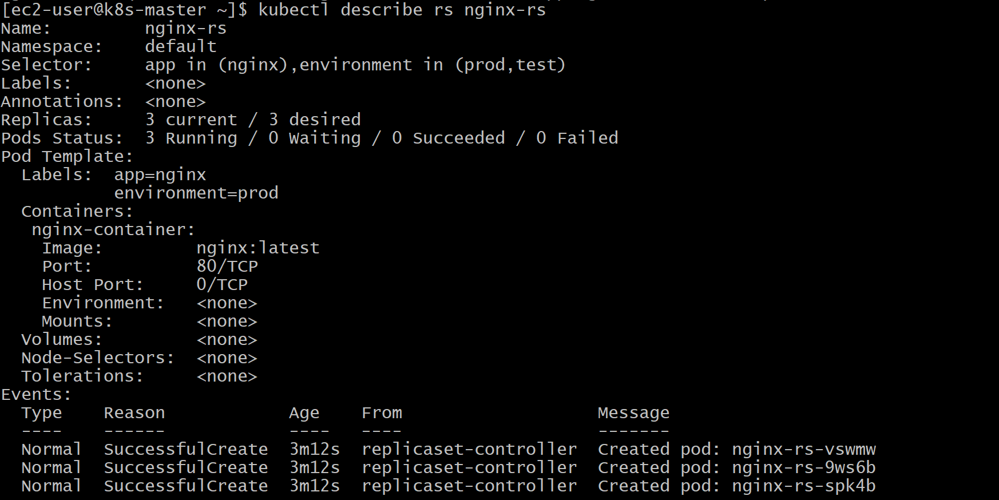 [ec2-user@k8s-master ~]$ kubectl describe rs nginx-rs
Name:         nginx-rs
Namespace:    default
Selector:     app in (nginx),environment in (prod,test)
Labels:       <none>
Annotations:  <none>
Replicas:     3 current / 3 desired
Pods Status:  3 Running / 0 Waiting / 0 Succeeded / 0 Failed
Pod Template:
  Labels:  app=nginx
           environment=prod
  Containers:
   nginx-container:
    Image:         nginx:latest
    Port:          80/TCP
    Host Port:     0/TCP
    Environment:   <none>
    Mounts:        <none>
  Volumes:         <none>
  Node-Selectors:  <none>
  Tolerations:     <none>
Events:
  Type    Reason            Age    From                   Message
  ----    ------            ----   ----                   -------
  Normal  SuccessfulCreate  3m12s  replicaset-controller  Created pod: nginx-rs-vswmw
  Normal  SuccessfulCreate  3m12s  replicaset-controller  Created pod: nginx-rs-9ws6b
  Normal  SuccessfulCreate  3m12s  replicaset-controller  Created pod: nginx-rs-spk4b